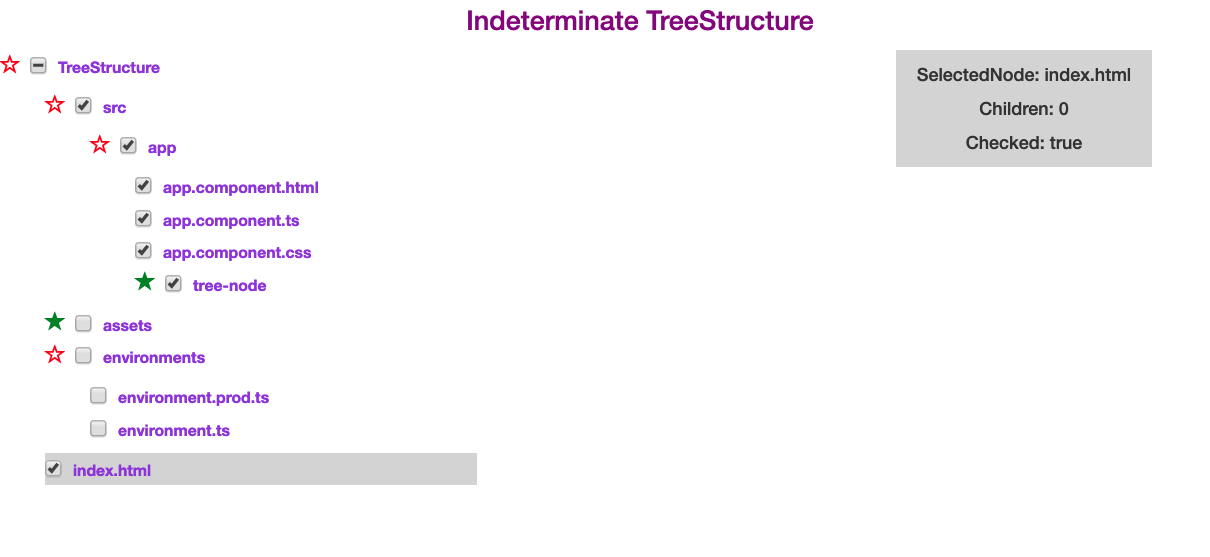 Indeterminate TreeStructure
TreeStructure
src
app
app.component.html
app.component.ts
app.component.css
tree-node
assets
environments
environment.prod.ts
environment.ts
index.html
SelectedNode: index.html
Children: 0
Checked: true